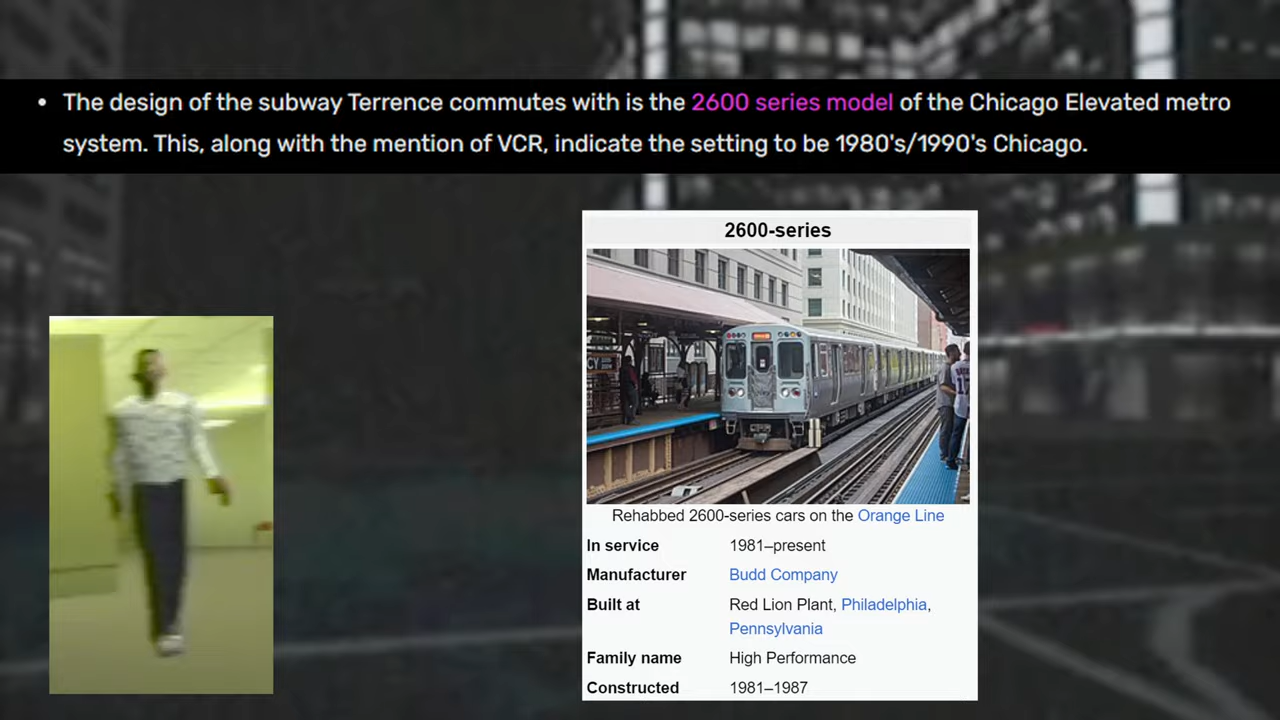 • The design of the subway Terrence commutes with is the 2600 series model of the Chicago Elevated metro
system. This, along with the mention of VCR, indicate the setting to be 1980's/1990's Chicago.
2600-series
Rehabbed 2600-series cars on the Orange Line
In service 1981–present
Manufacturer Budd Company
Built at Red Lion Plant, Philadelphia,
Pennsylvania
Family name High Performance
Constructed 1981–1987